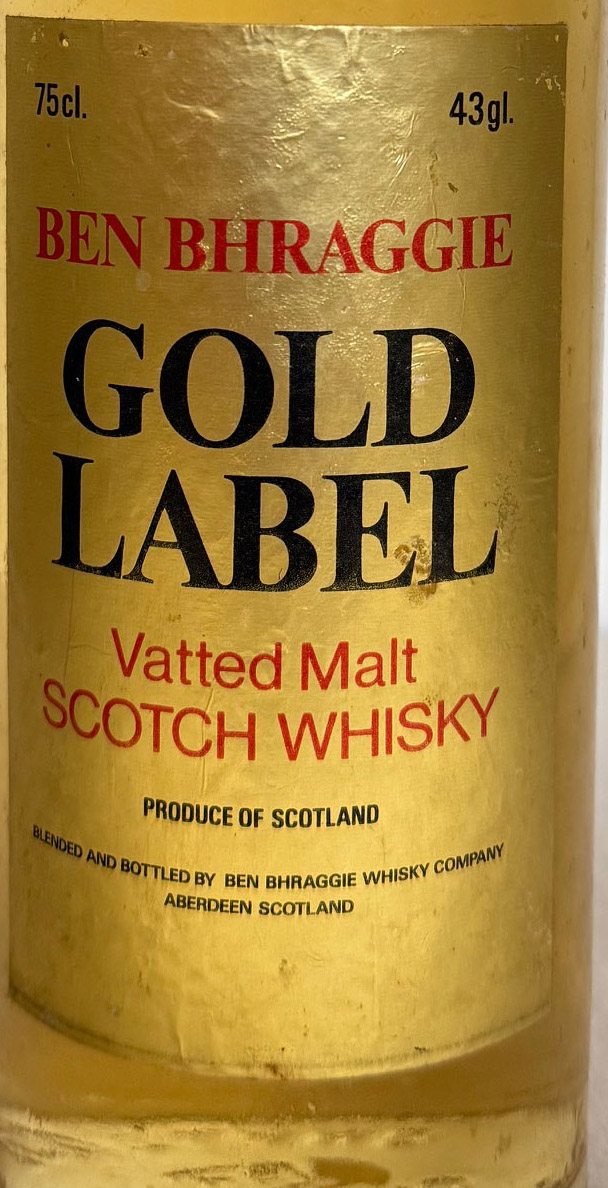 75cl. 43gl.
BEN BHRAGGIE
GOLD
LABEL
Vatted Malt
SCOTCH WHISKY
PRODUCE OF SCOTLAND
BLENDED AND BOTTLED BY BEN BHRAGGIE WHISKY COMPANY
ABERDEEN SCOTLAND